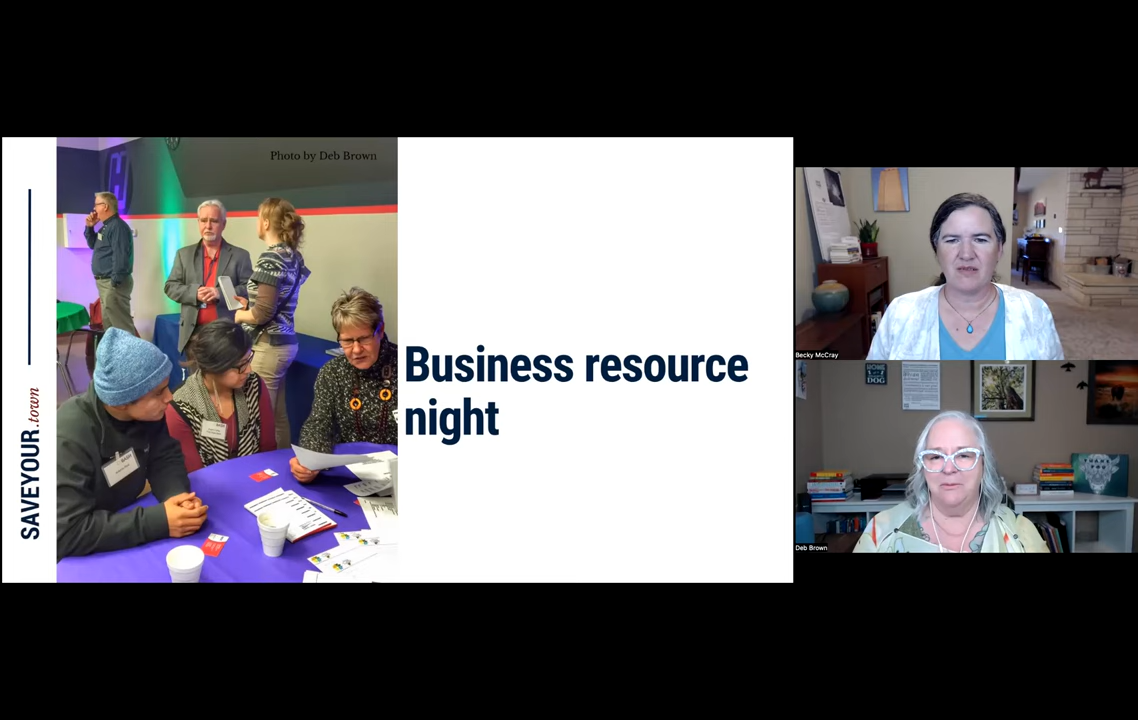 Photo by Deb Brown
SAVEYOUR.town
Business resource
night
Becky McCray
Deb Brown